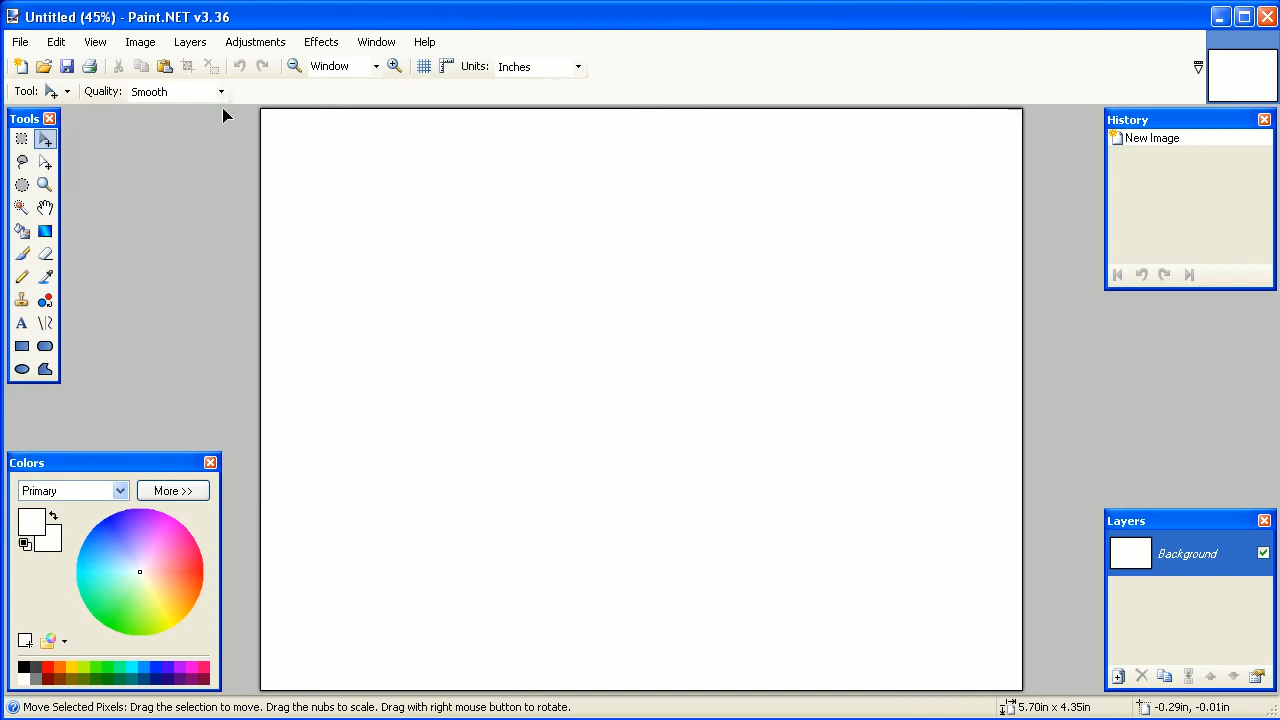 Untitled (45%) - Paint.NET v3.36
File Edit View Image Layers Adjustments Effects Window Help
Window Units: Inches
Tool: Quality: Smooth
Tools
History
New Image
Colors
Primary More >>
Layers
Background
Move Selected Pixels: Drag the selection to move. Drag the nubs to scale. Drag with right mouse button to rotate. 5.70in x 4.35in -0.29in, -0.01in